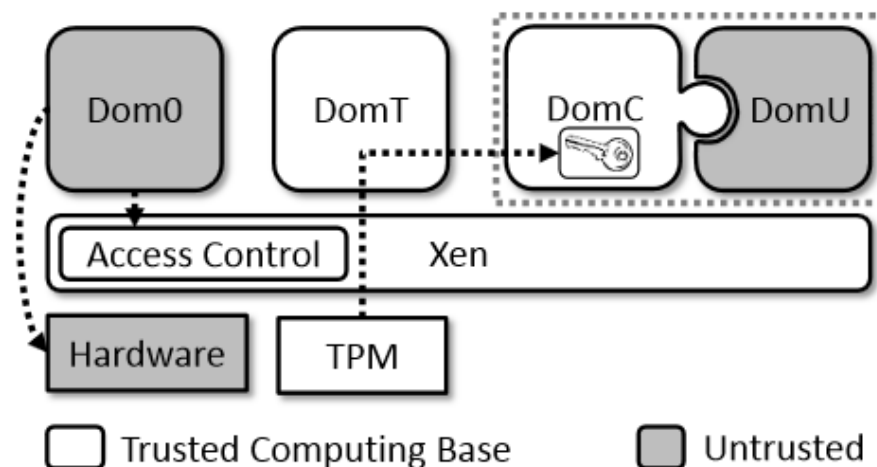 Dom0 DomT DomC DomU
Access Control Xen
Hardware TPM
Trusted Computing Base Untrusted